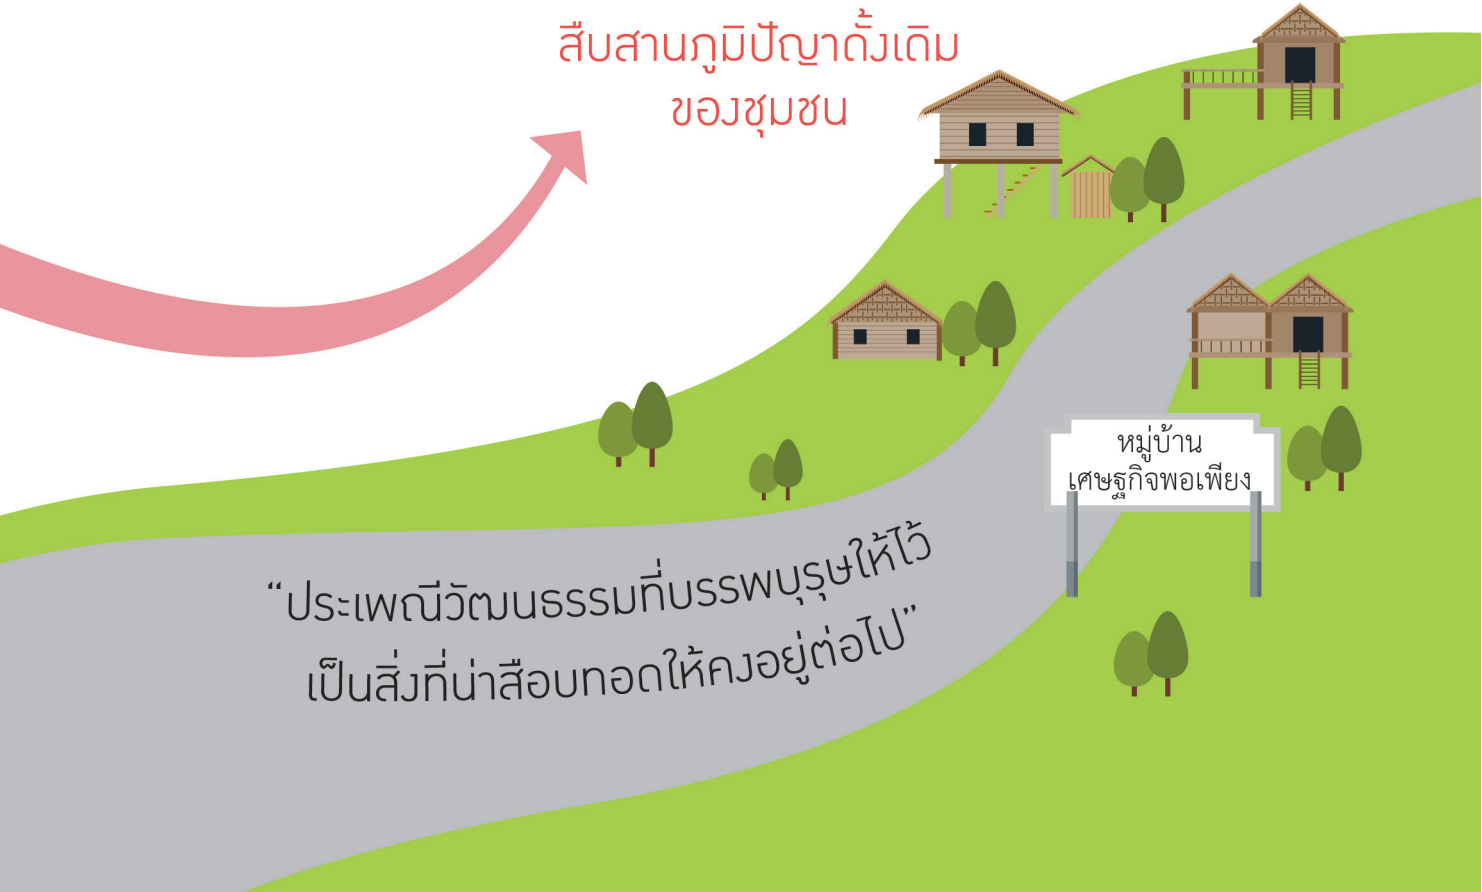 สืบสานภูมิปัญาดั้งเดิม
ของชุมชน
หมู่บ้าน
เศษฐกิจพอเพียง
“ประเพณีวัฒนธรรมที่บรรพบุรุษให้ไว้
เป็นสิ่งที่น่าสือบทอดให้คงอยู่ต่อไป”